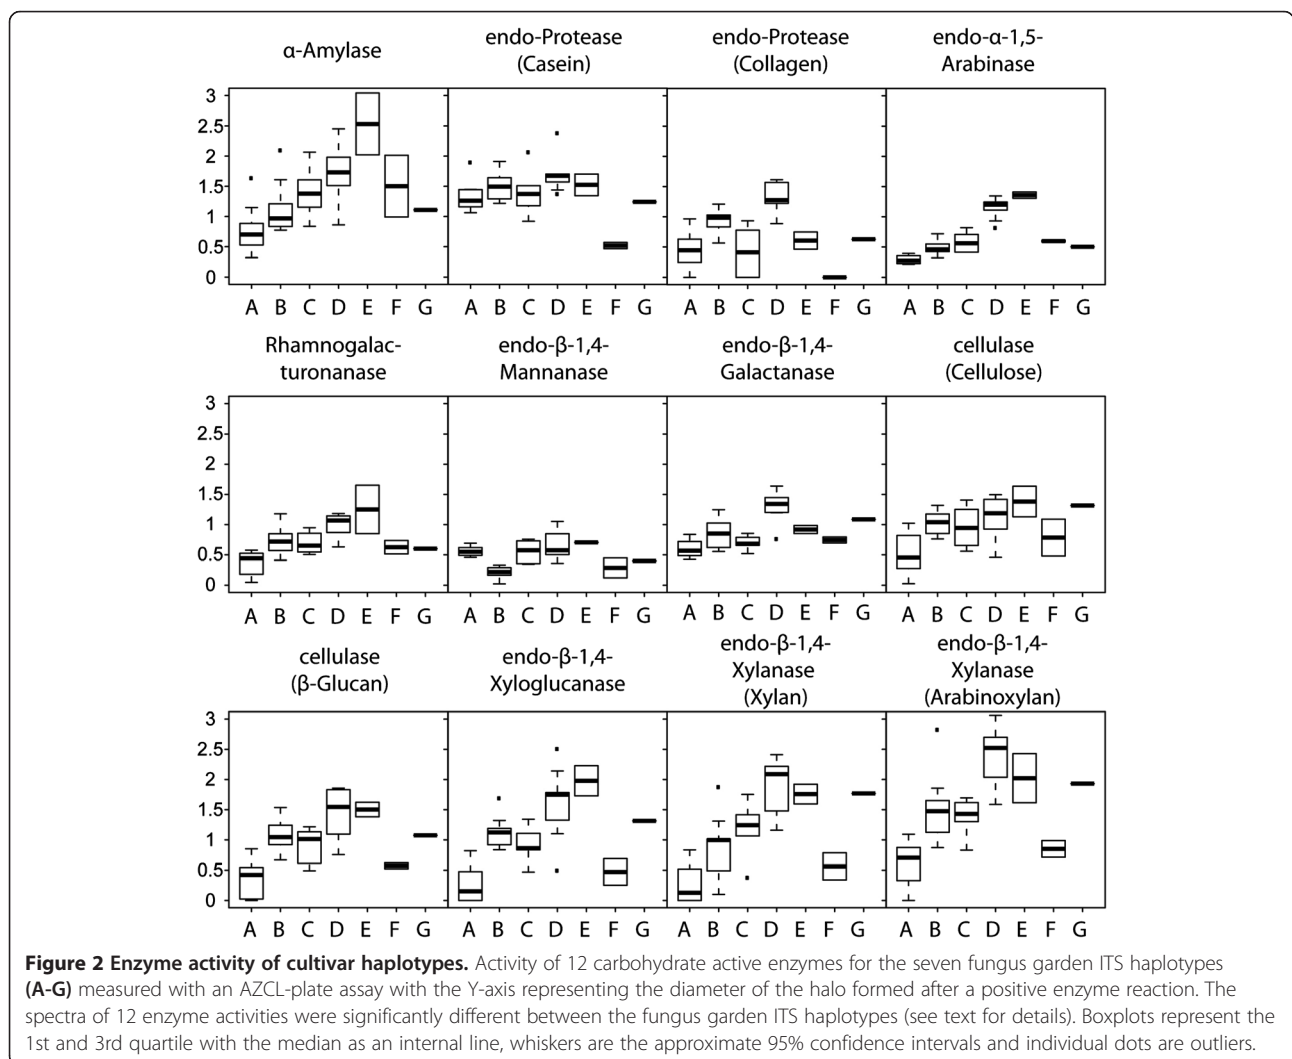 α-Amylase
endo-Protease
(Casein)
endo-Protease
(Collagen)
endo-α-1,5-
Arabinase
3
2.5
2
1.5
1
0.5
0
A B C D E F G
A B C D E F G
A B C D E F G
A B C D E F G
Rhamnogalac-
turonanase
endo-β-1,4-
Mannanase
endo-β-1,4-
Galactanase
cellulase
(Cellulose)
3
2.5
2
1.5
1
0.5
0
A B C D E F G
A B C D E F G
A B C D E F G
A B C D E F G
cellulase
(β-Glucan)
endo-β-1,4-
Xyloglucanase
endo-β-1,4-
Xylanase
(Xylan)
endo-β-1,4-
Xylanase
(Arabinoxylan)
3
2.5
2
1.5
1
0.5
0
A B C D E F G
A B C D E F G
A B C D E F G
A B C D E F G
Figure 2 Enzyme activity of cultivar haplotypes. Activity of 12 carbohydrate active enzymes for the seven fungus garden ITS haplotypes
(A-G) measured with an AZCL-plate assay with the Y-axis representing the diameter of the halo formed after a positive enzyme reaction. The
spectra of 12 enzyme activities were significantly different between the fungus garden ITS haplotypes (see text for details). Boxplots represent the
1st and 3rd quartile with the median as an internal line, whiskers are the approximate 95% confidence intervals and individual dots are outliers.